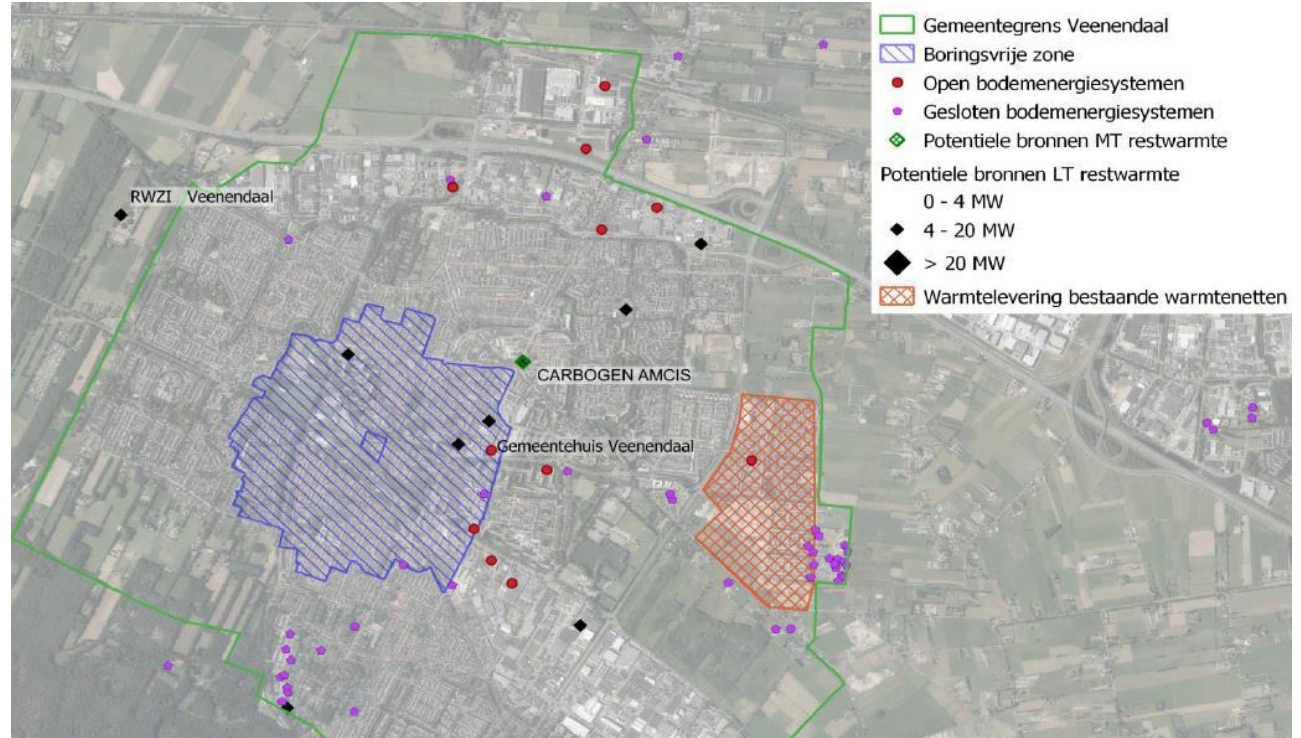 Gemeentegrens Veenendaal
Boringsvrije zone
Open bodemenergiesystemen
Gesloten bodemenergiesystemen
Potentiele bronnen MT restwarmte
Potentiele bronnen LT restwarmte
0 - 4 MW
4 - 20 MW
> 20 MW
Warmtelevering bestaande warmtenetten
RWZI Veenendaal
CARBOGEN AMCIS
Gemeentehuis Veenendaal